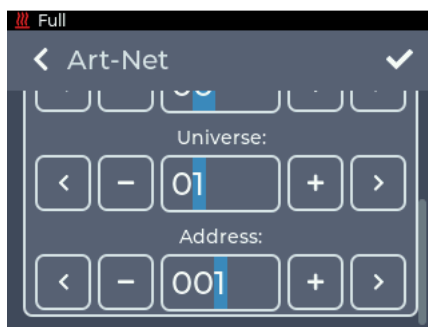 Full
Art-Net
Universe:
< - 01 + >
Address:
< - 001 + >